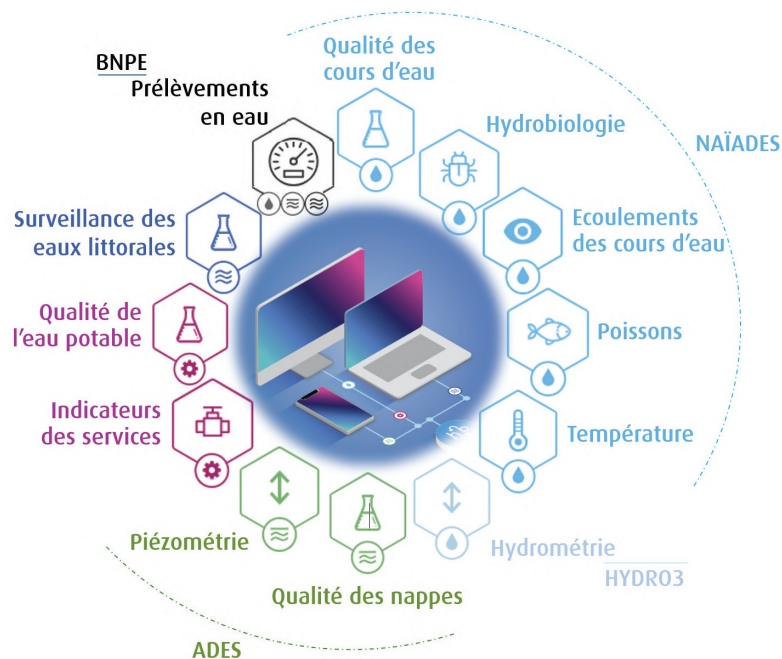 BNPE
Prélèvements
en eau
Qualité des
cours d'eau
Hydrobiologie
NAÏADES
Ecoulements
des cours d'eau
Poissons
Température
Hydrométrie
HYDRO3
Qualité des nappes
Piézométrie
ADES
Indicateurs
des services
Qualité de
l'eau potable
Surveillance des
eaux littorales